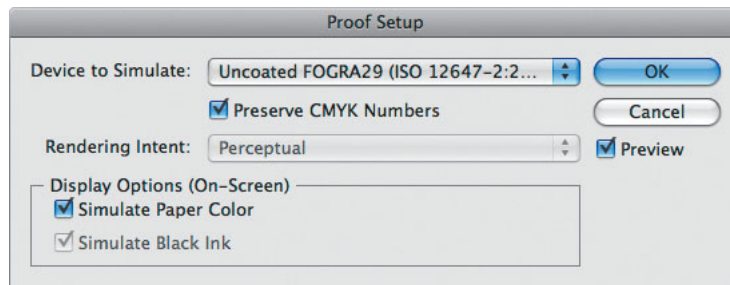 Proof Setup
Device to Simulate: Uncoated FOGRA29 (ISO 12647-2:2... OK
Preserve CMYK Numbers Cancel
Rendering Intent: Perceptual Preview
Display Options (On-Screen)
Simulate Paper Color
Simulate Black Ink